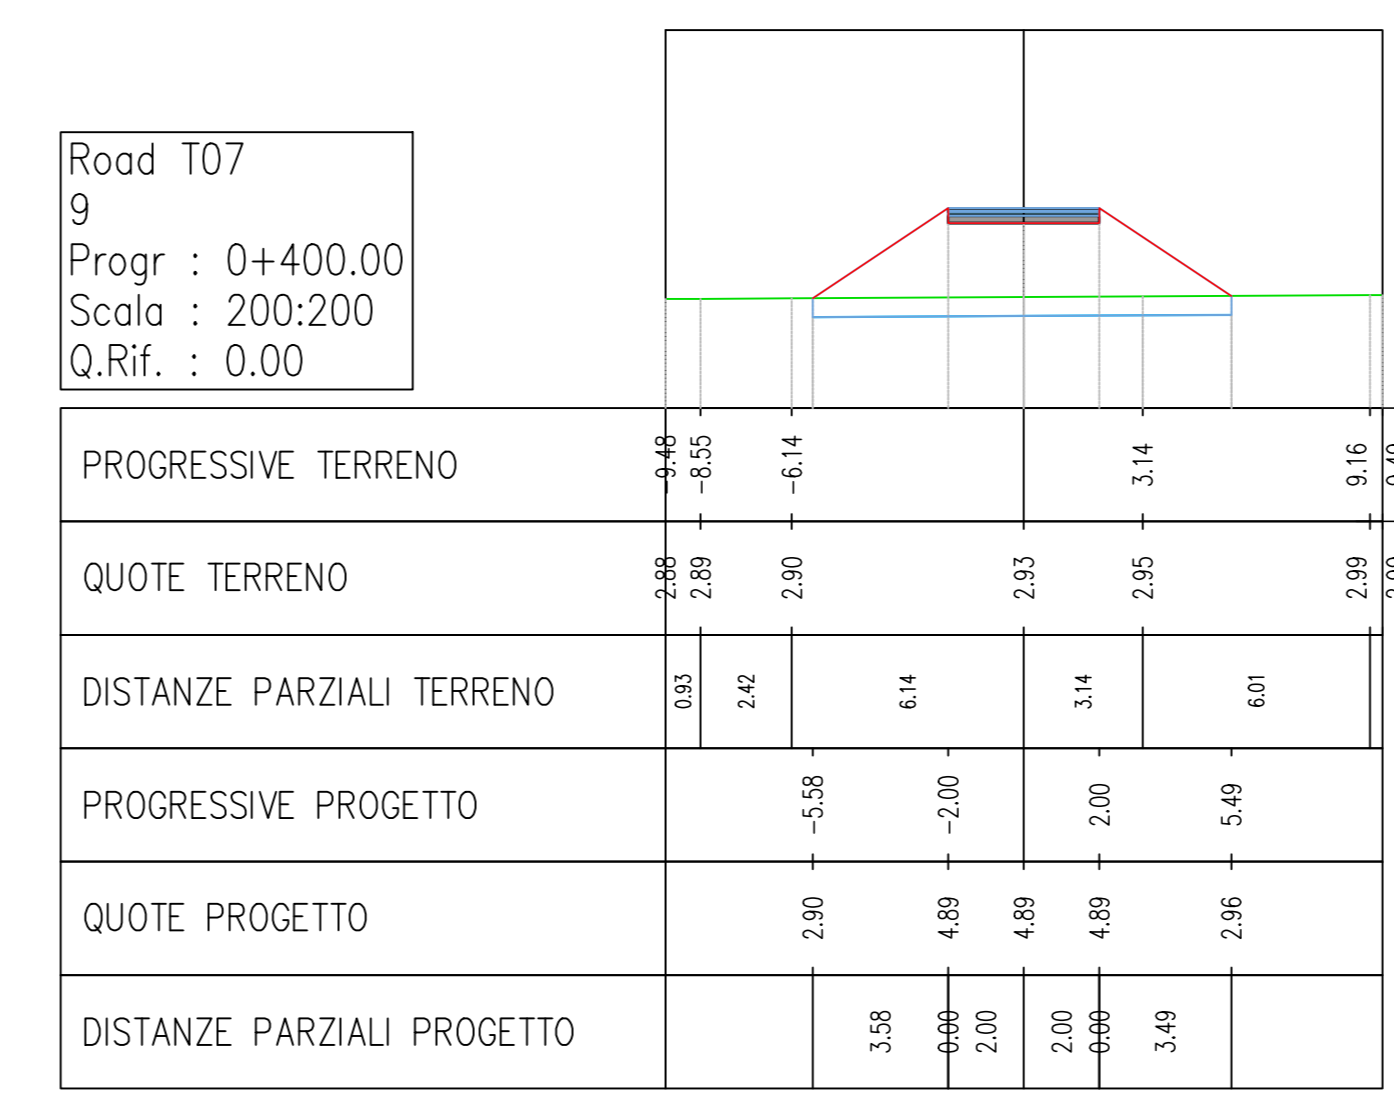 Road T07
9
Progr : 0+400.00
Scala : 200:200
Q.Rif. : 0.00
PROGRESSIVE TERRENO
-9.48 -8.55 -6.14 3.14 9.16
QUOTE TERRENO
2.88 2.89 2.90 2.93 2.95 2.99
DISTANZE PARZIALI TERRENO
0.93 2.42 6.14 3.14 6.01
PROGRESSIVE PROGETTO
-5.58 -2.00 2.00 5.49
QUOTE PROGETTO
2.90 4.89 4.89 4.89 2.96
DISTANZE PARZIALI PROGETTO
3.58 0.00 2.00 2.00 0.00 3.49